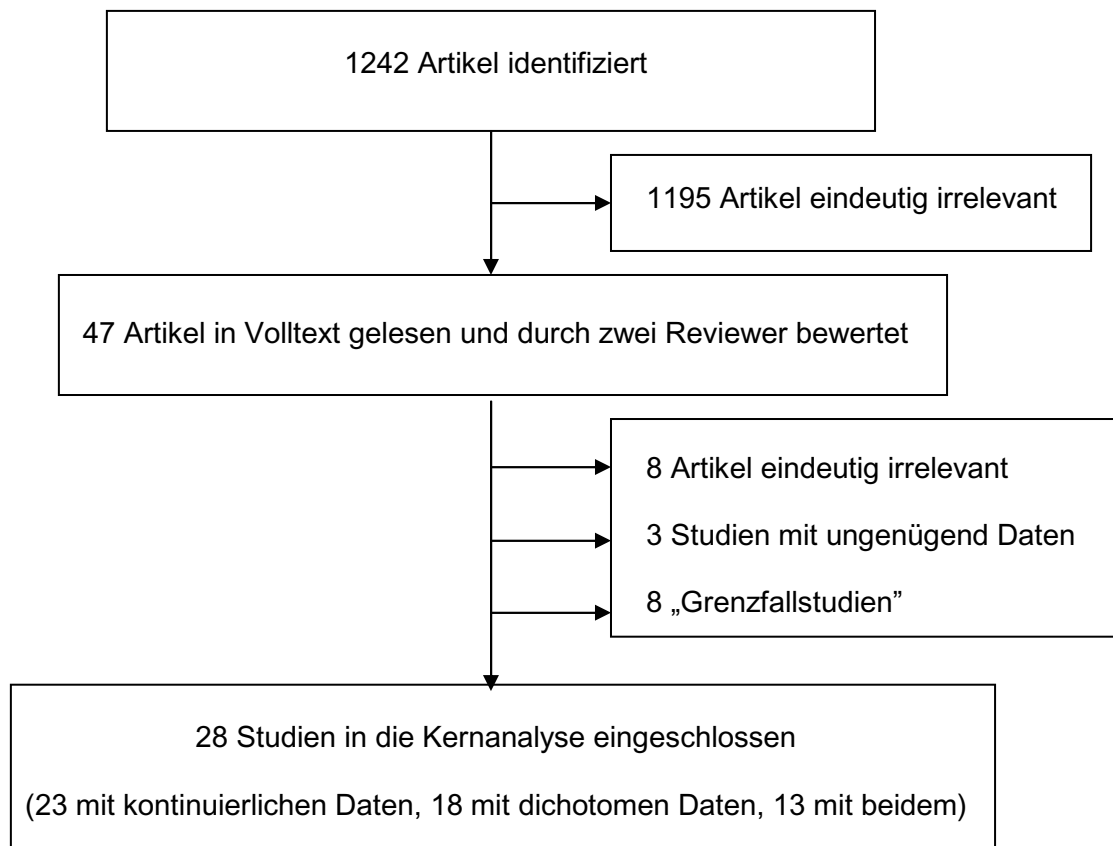 1242 Artikel identifiziert
1195 Artikel eindeutig irrelevant
47 Artikel in Volltext gelesen und durch zwei Reviewer bewertet
8 Artikel eindeutig irrelevant
3 Studien mit ungenügend Daten
8 „Grenzfallstudien”
28 Studien in die Kernanalyse eingeschlossen
(23 mit kontinuierlichen Daten, 18 mit dichotomen Daten, 13 mit beidem)